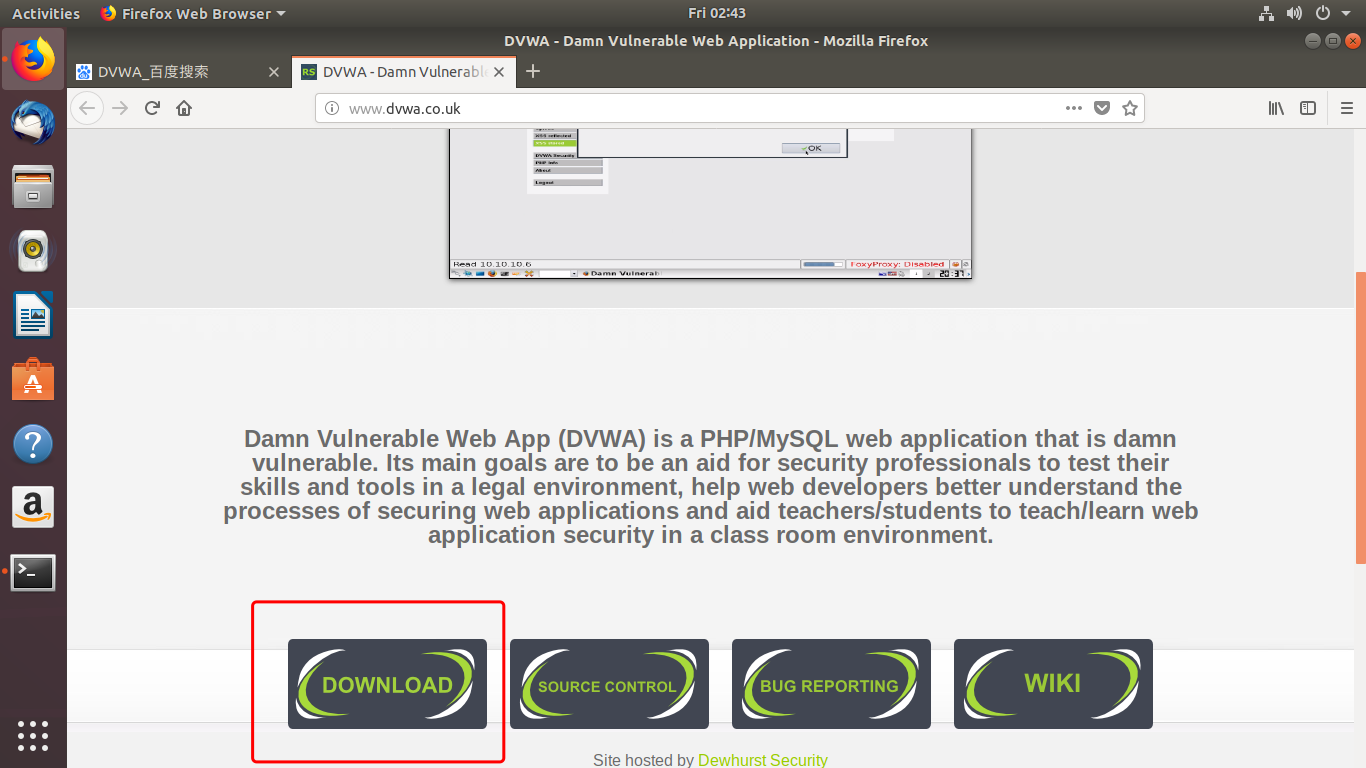 Activities
Firefox Web Browser
Fri 02:43
DVWA - Damn Vulnerable Web Application - Mozilla Firefox
DVWA_百度搜索
RS
DVWA - Damn Vulnerable
www.dvwa.co.uk
XSS reflected
XSS stored
OK
DVWA Security
PHP Info
About
Logout
Read 10.10.10.6
FoxyProxy: Disabled
Damn Vulneral
20:37
Damn Vulnerable Web App (DVWA) is a PHP/MySQL web application that is damn
vulnerable. Its main goals are to be an aid for security professionals to test their
skills and tools in a legal environment, help web developers better understand the
processes of securing web applications and aid teachers/students to teach/learn web
application security in a class room environment.
DOWNLOAD
SOURCE CONTROL
BUG REPORTING
WIKI
Site hosted by Dewhurst Security